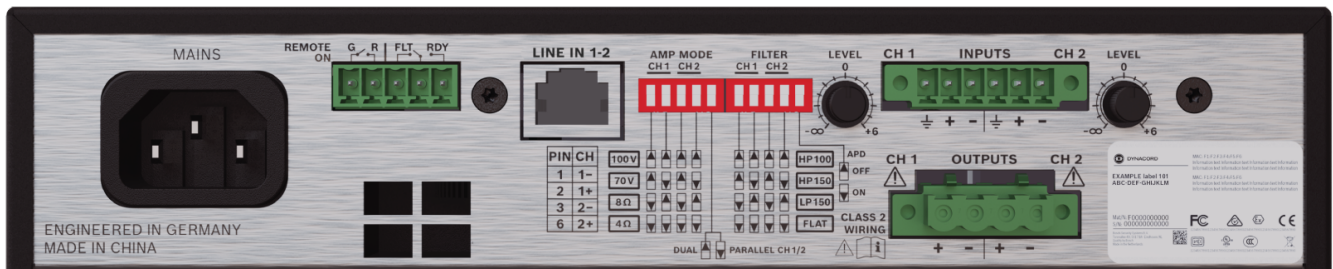 MAINS
REMOTE ON
G R FLT RDY
LINE IN 1-2
AMP MODE
CH 1 CH 2
FILTER
CH 1 CH 2
LEVEL
0
-∞ +6
CH 1 INPUTS CH 2
+ - + -
LEVEL
0
-∞ +6
PIN CH
1 1-
2 1+
3 2-
6 2+
100V
70V
8Ω
4Ω
DUAL
PARALLEL CH 1/2
HP100
HP150
LP150
FLAT
APD
OFF
ON
CH 1 OUTPUTS CH 2
CLASS 2
WIRING
+ - + -
DYNACORD
EXAMPLE label 101
ABC-DEF-GHIJKLM
FC CE
ENGINEERED IN GERMANY
MADE IN CHINA